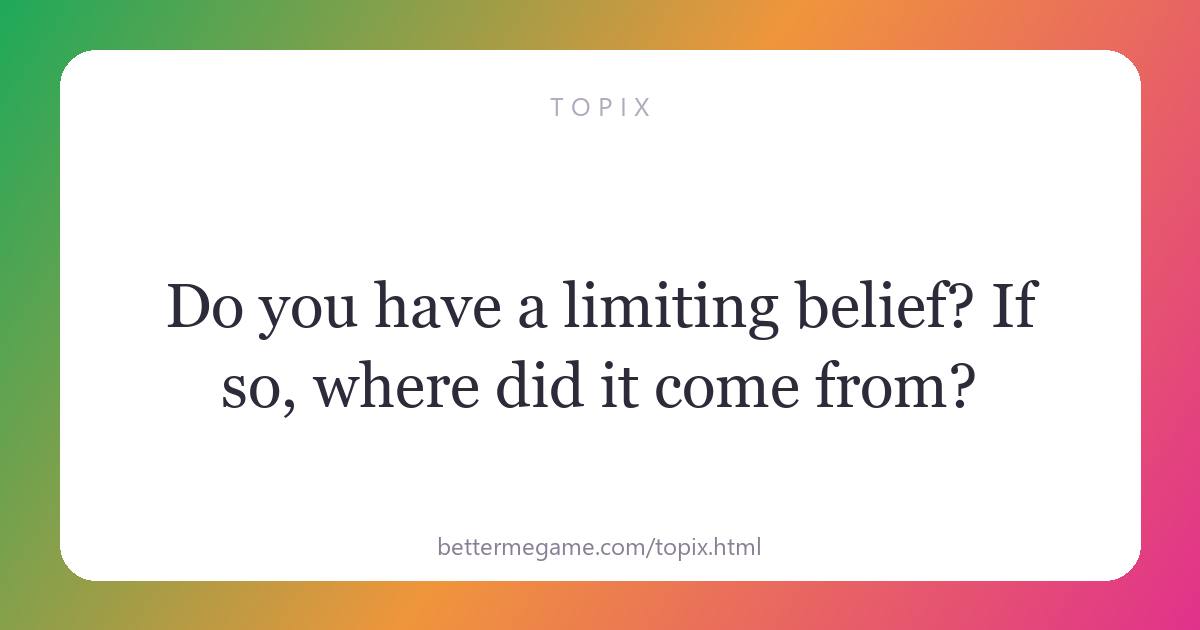 TOPIX
Do you have a limiting belief? If
so, where did it come from?
bettermegame.com/topix.html